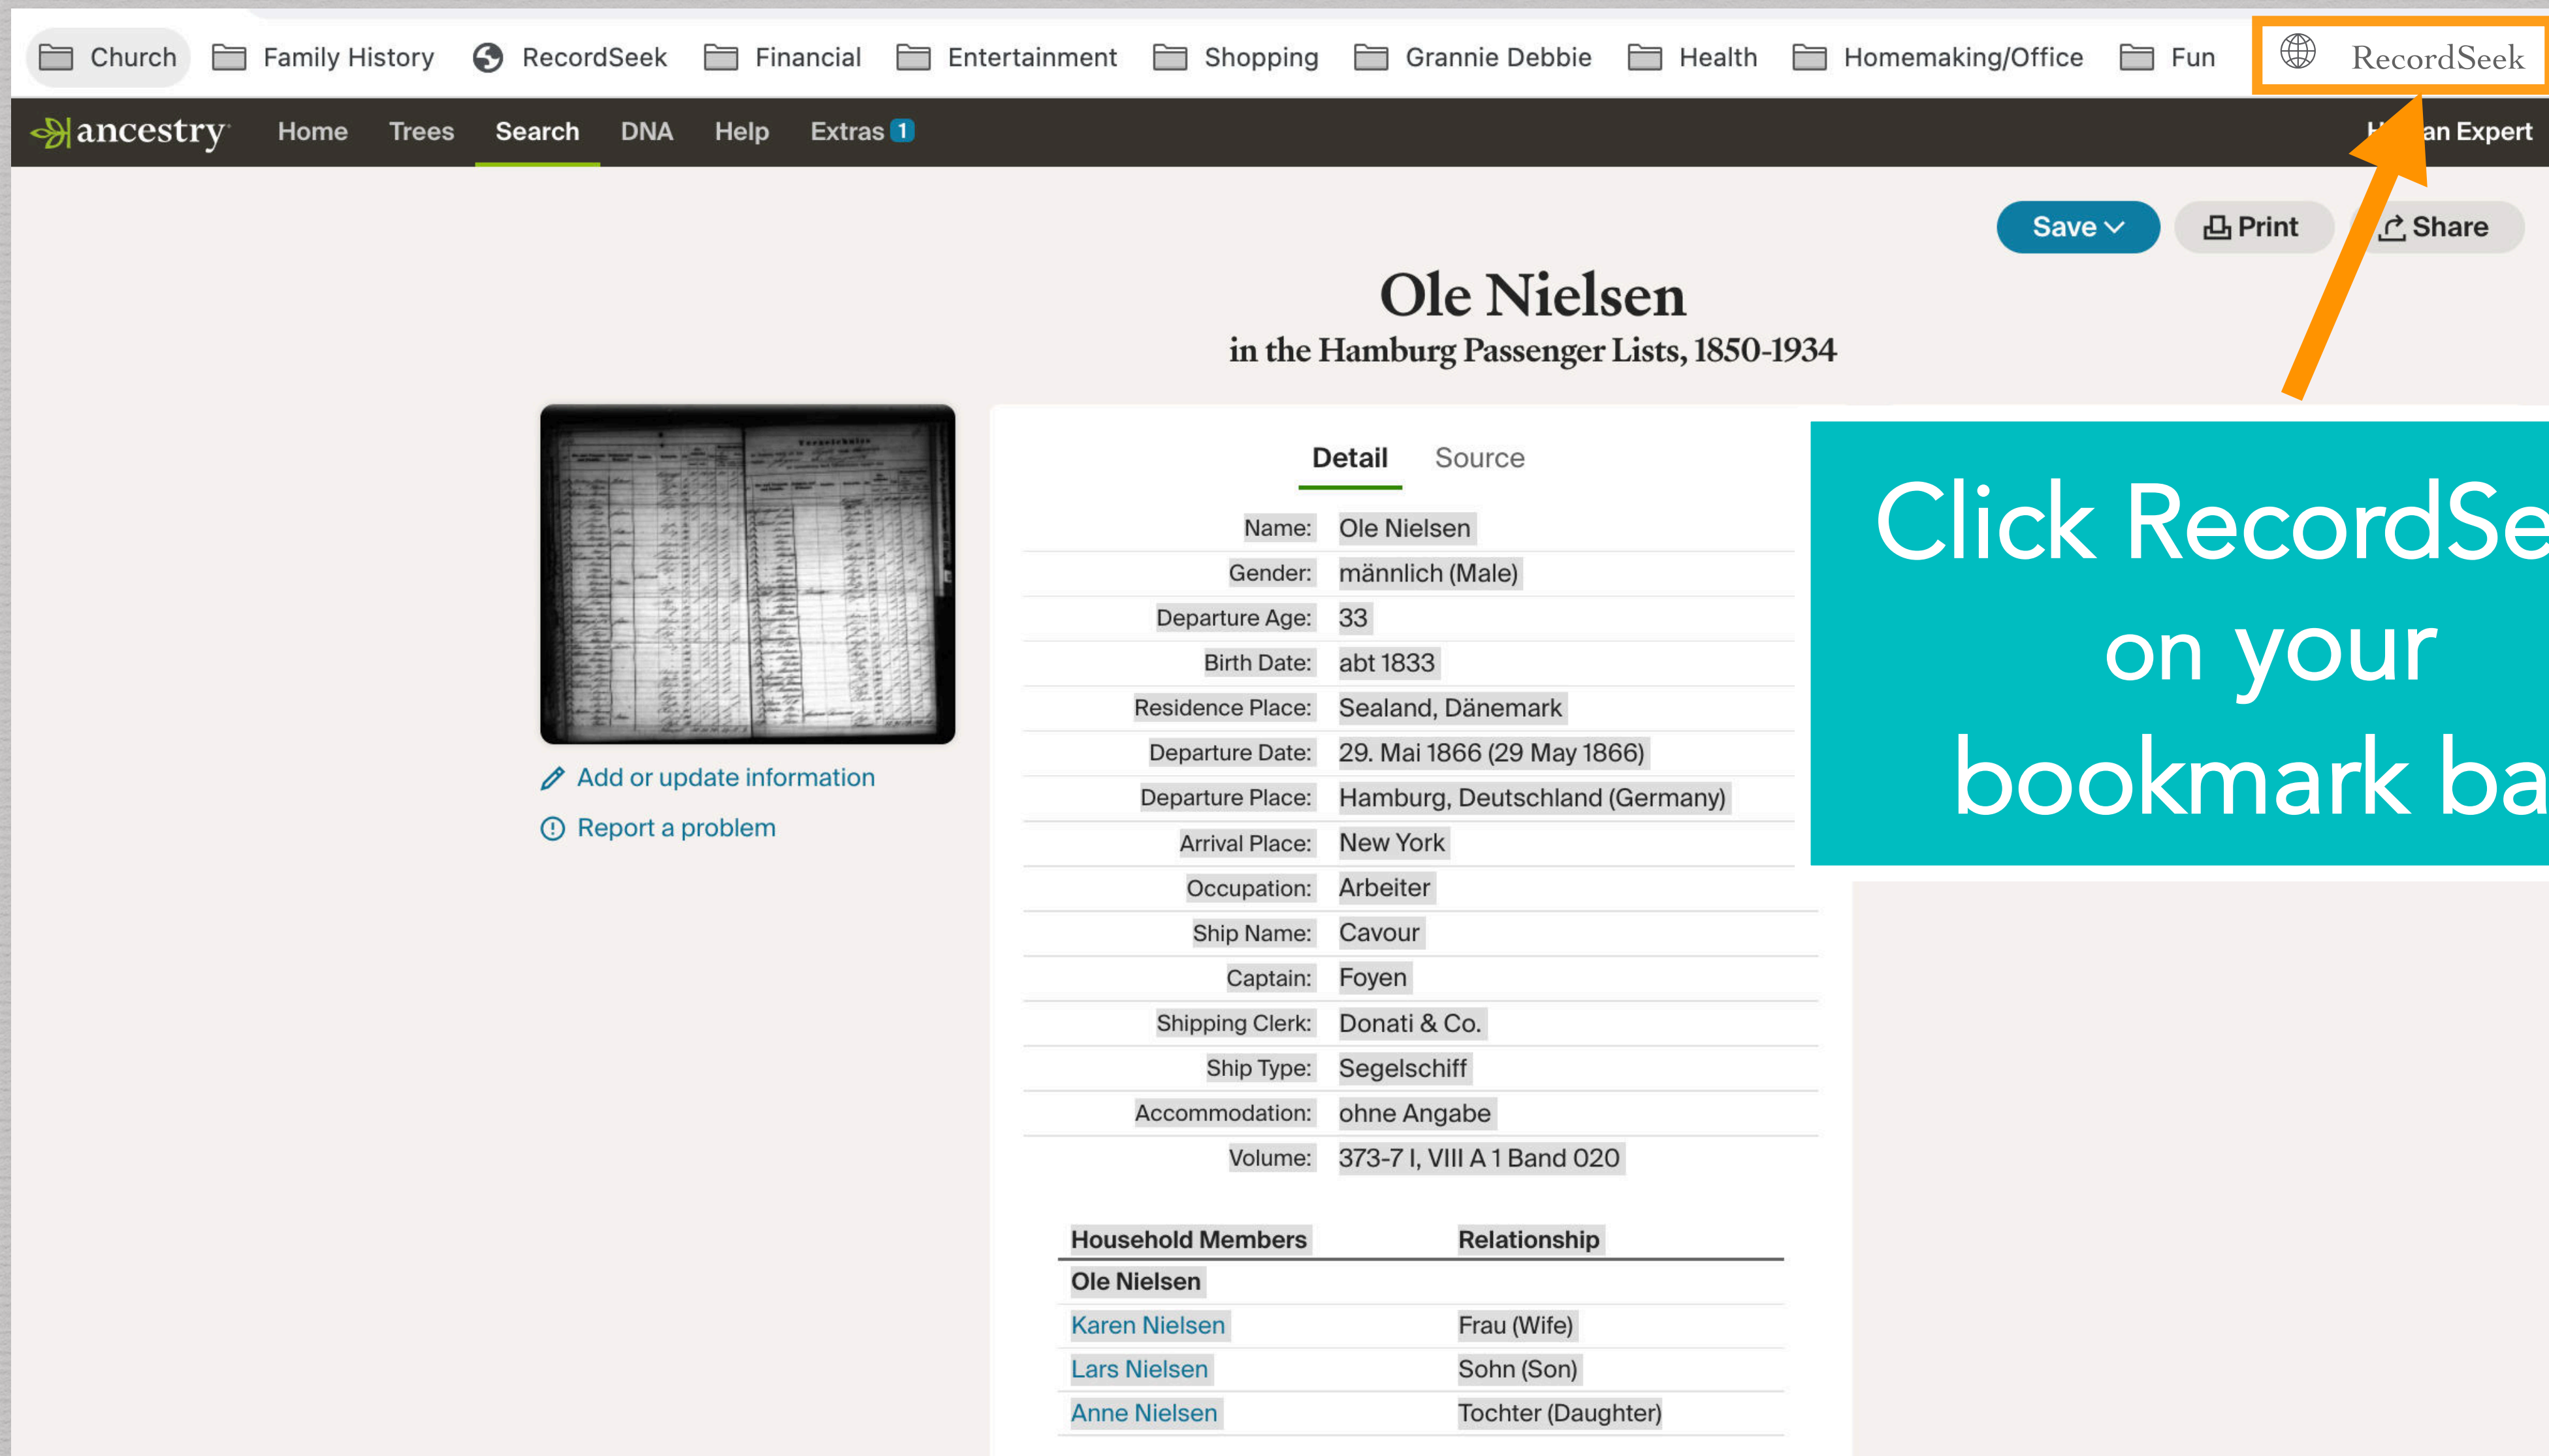 Church Family History RecordSeek Financial Entertainment Shopping Grannie Debbie Health Homemaking/Office Fun RecordSeek
ancestry Home Trees Search DNA Help Extras 1 an Expert
Save Print Share
Ole Nielsen
in the Hamburg Passenger Lists, 1850-1934
Detail Source
Name: Ole Nielsen
Gender: männlich (Male)
Departure Age: 33
Birth Date: abt 1833
Residence Place: Sealand, Dänemark
Departure Date: 29. Mai 1866 (29 May 1866)
Departure Place: Hamburg, Deutschland (Germany)
Arrival Place: New York
Occupation: Arbeiter
Ship Name: Cavour
Captain: Foyen
Shipping Clerk: Donati & Co.
Ship Type: Segelschiff
Accommodation: ohne Angabe
Volume: 373-7 I, VIII A 1 Band 020
Household Members Relationship
Ole Nielsen
Karen Nielsen Frau (Wife)
Lars Nielsen Sohn (Son)
Anne Nielsen Tochter (Daughter)
Add or update information
Report a problem
Click RecordSe
on your
bookmark ba